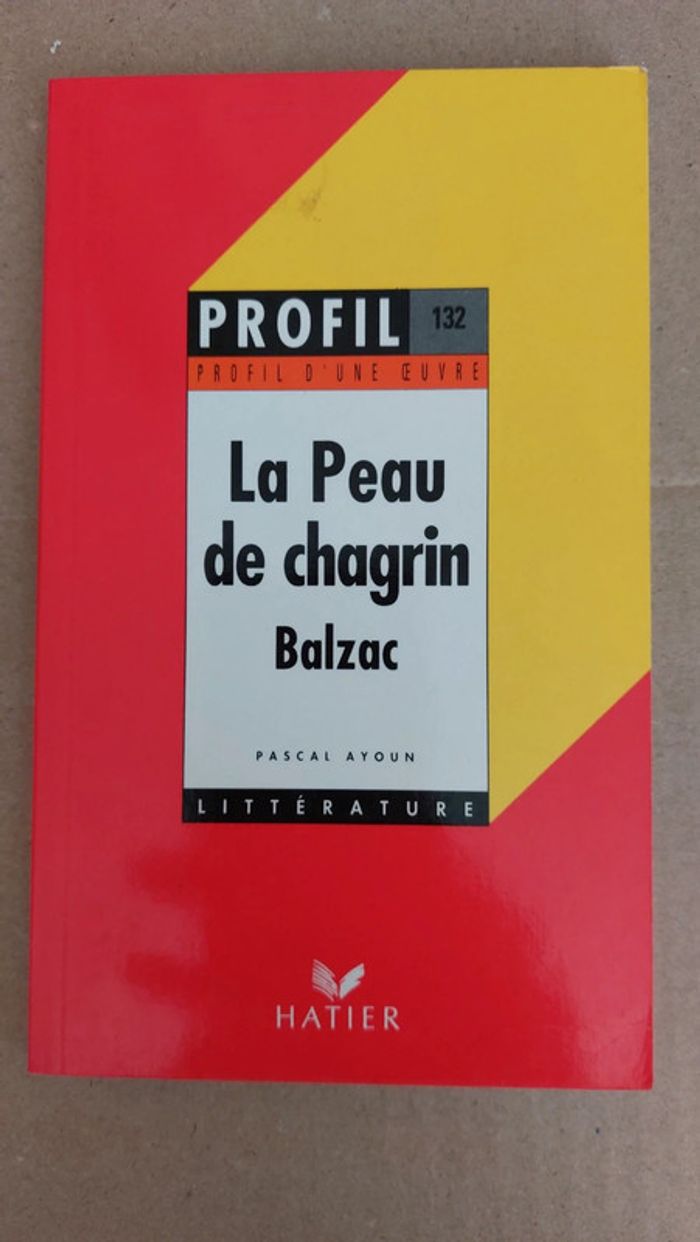 PROFIL 132
PROFIL D'UNE ŒUVRE
La Peau
de chagrin
Balzac
PASCAL AYOUN
LITTÉRATURE
HATIER